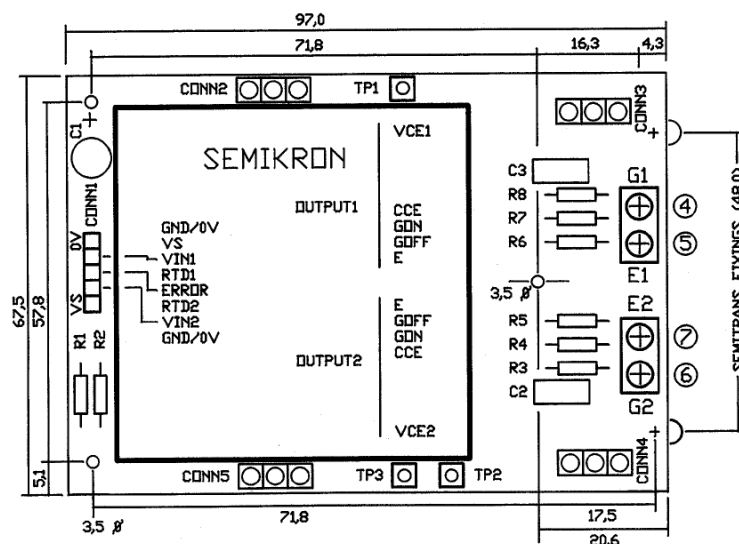 97,0
71,8
16,3
4,3
CONN2
TP1
CONN3
C1
VCE1
SEMIKRON
C3
G1
CONN1
OUTPUT1
R8
4
0V
GND/0V
CCE
R7
VS
GON
VIN1
GOFF
R6
5
RTD1
E
E1
ERROR
3,5 ø
67,5
57,8
SEMITRANS FIXINGS (48,0)
VS
RTD2
E
E2
VIN2
GOFF
R5
GND/0V
GON
7
R1
R2
OUTPUT2
CCE
R4
R3
6
C2
G2
VCE2
CONN4
5,1
CONN5
TP3
TP2
3,5 ø
71,8
17,5
20,6